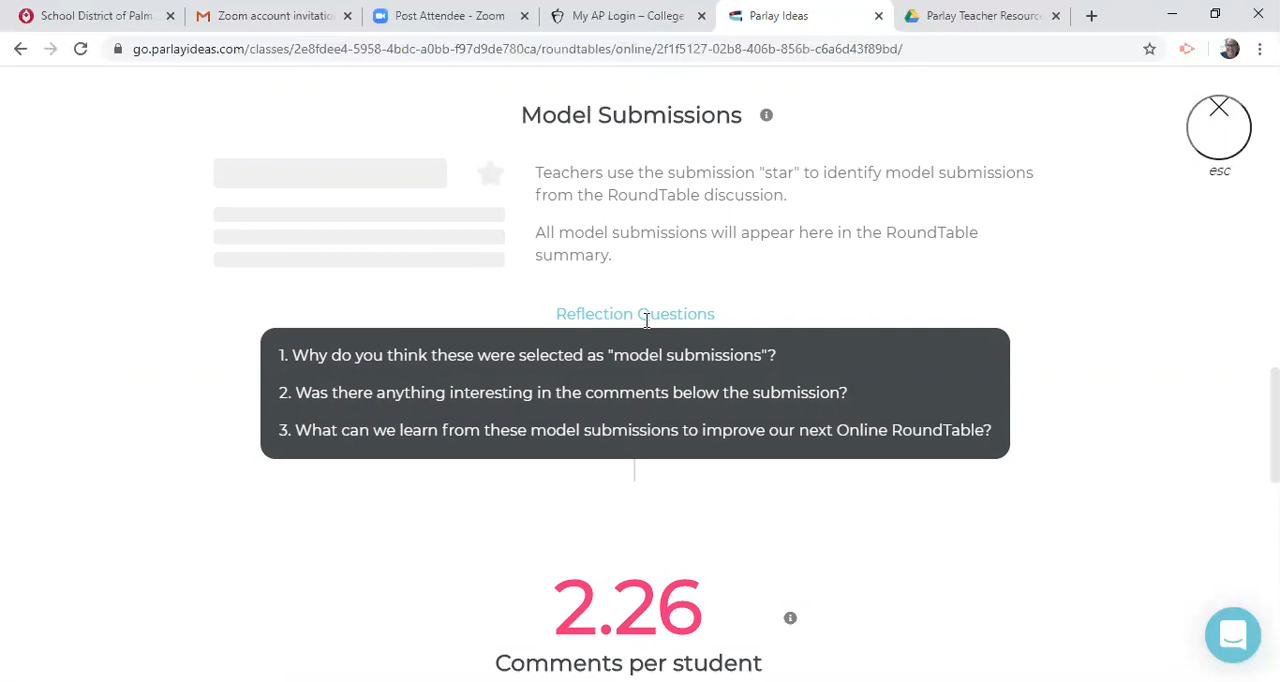 School District of Palm
Zoom account invitatio
Post Attendee - Zoom
My AP Login – College
Parlay Ideas
Parlay Teacher Resourc
go.parlayideas.com/classes/2e8fdee4-5958-4bdc-a0bb-f97d9de780ca/roundtables/online/2f1f5127-02b8-406b-856b-c6a6d43f89bd/
Model Submissions
esc
Teachers use the submission "star" to identify model submissions
from the RoundTable discussion.
All model submissions will appear here in the RoundTable
summary.
Reflection Questions
1. Why do you think these were selected as "model submissions"?
2. Was there anything interesting in the comments below the submission?
3. What can we learn from these model submissions to improve our next Online RoundTable?
2.26
Comments per student